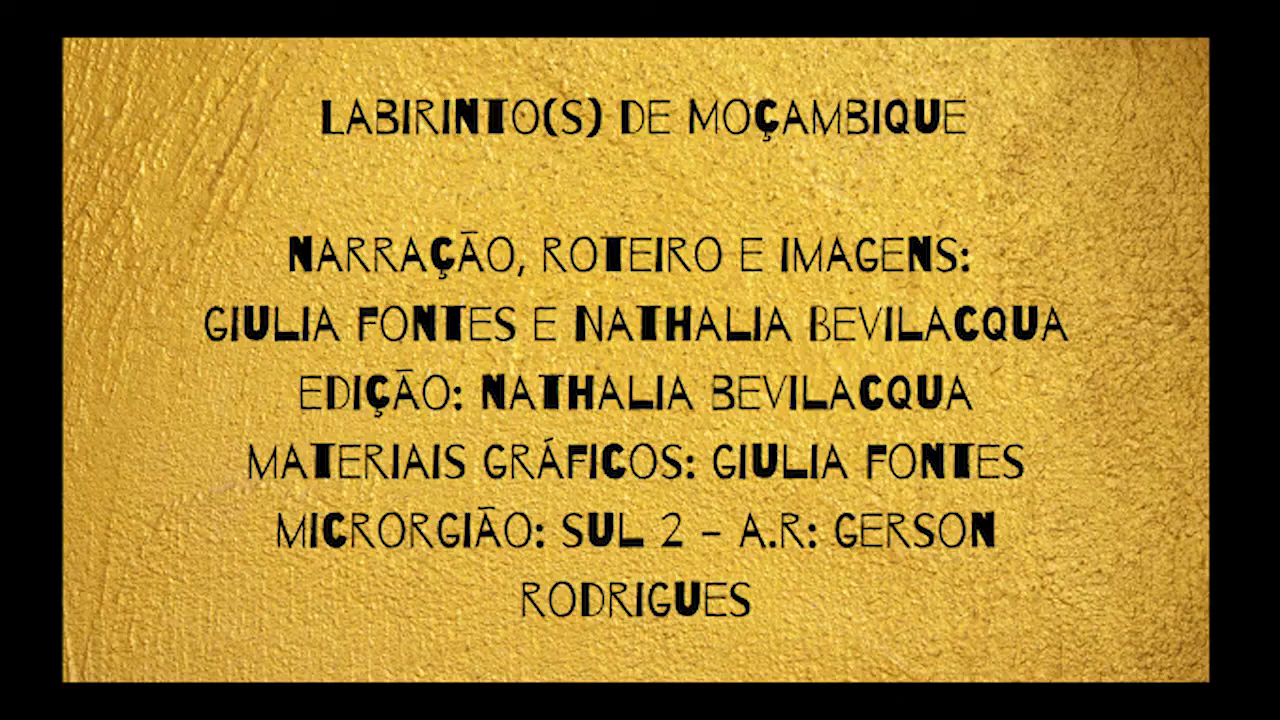 LABIRINTO(S) DE MOÇAMBIQUE
NARRAÇÃO, ROTEIRO E IMAGENS:
GIULIA FONTES E NATHALIA BEVILACQUA
EDIÇÃO: NATHALIA BEVILACQUA
MATERIAIS GRÁFICOS: GIULIA FONTES
MICRORGIÃO: SUL 2 – A.R: GERSON
RODRIGUES